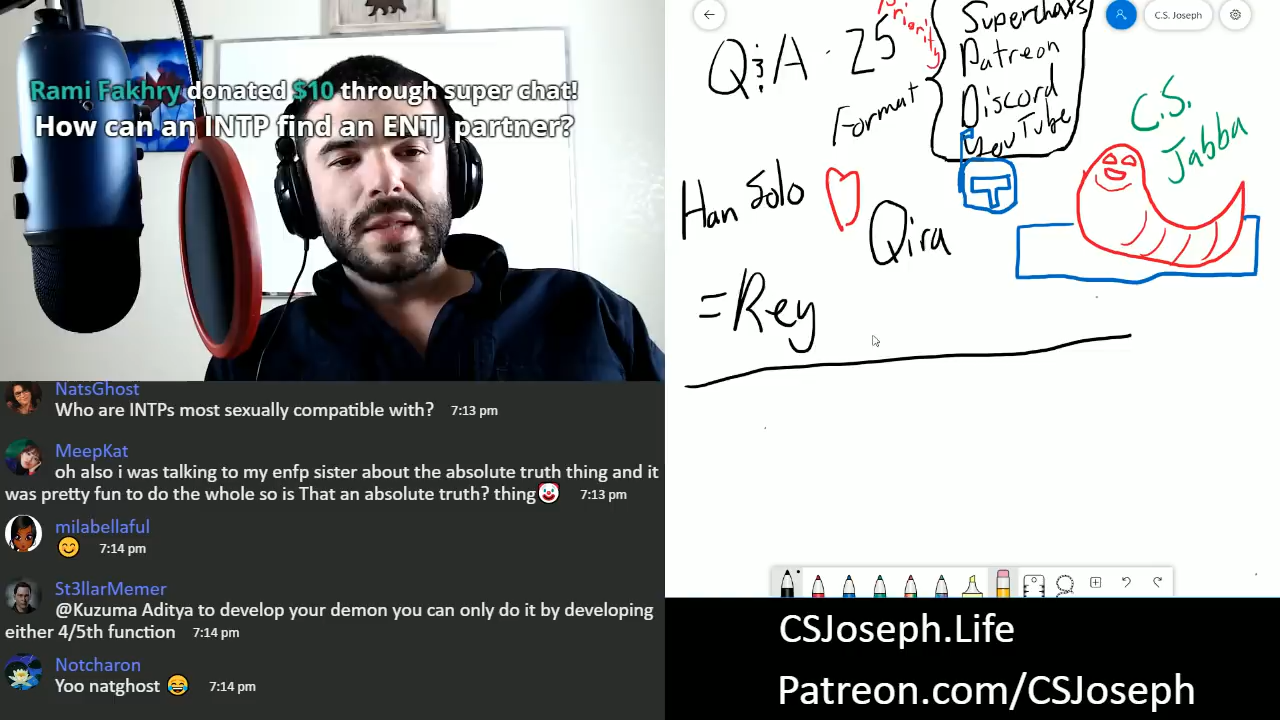 Rami Fakhry donated $10 through super chat!
How can an INTP find an ENTJ partner?
NatsGhost
Who are INTPs most sexually compatible with? 7:13 pm
MeepKat
oh also i was talking to my enfp sister about the absolute truth thing and it
was pretty fun to do the whole so is That an absolute truth? thing🤡 7:13 pm
milabellaful
😊 7:14 pm
St3llarMemer
@Kuzuma Aditya to develop your demon you can only do it by developing
either 4/5th function 7:14 pm
Notcharon
Yoo natghost 😂 7:14 pm
C.S. Joseph
Q&A · 25
Format
Priority
Superchats
Patreon
Discord
YouTube
Han Solo
Qira
= Rey
C.S.
Jabba
CSJoseph.Life
Patreon.com/CSJoseph